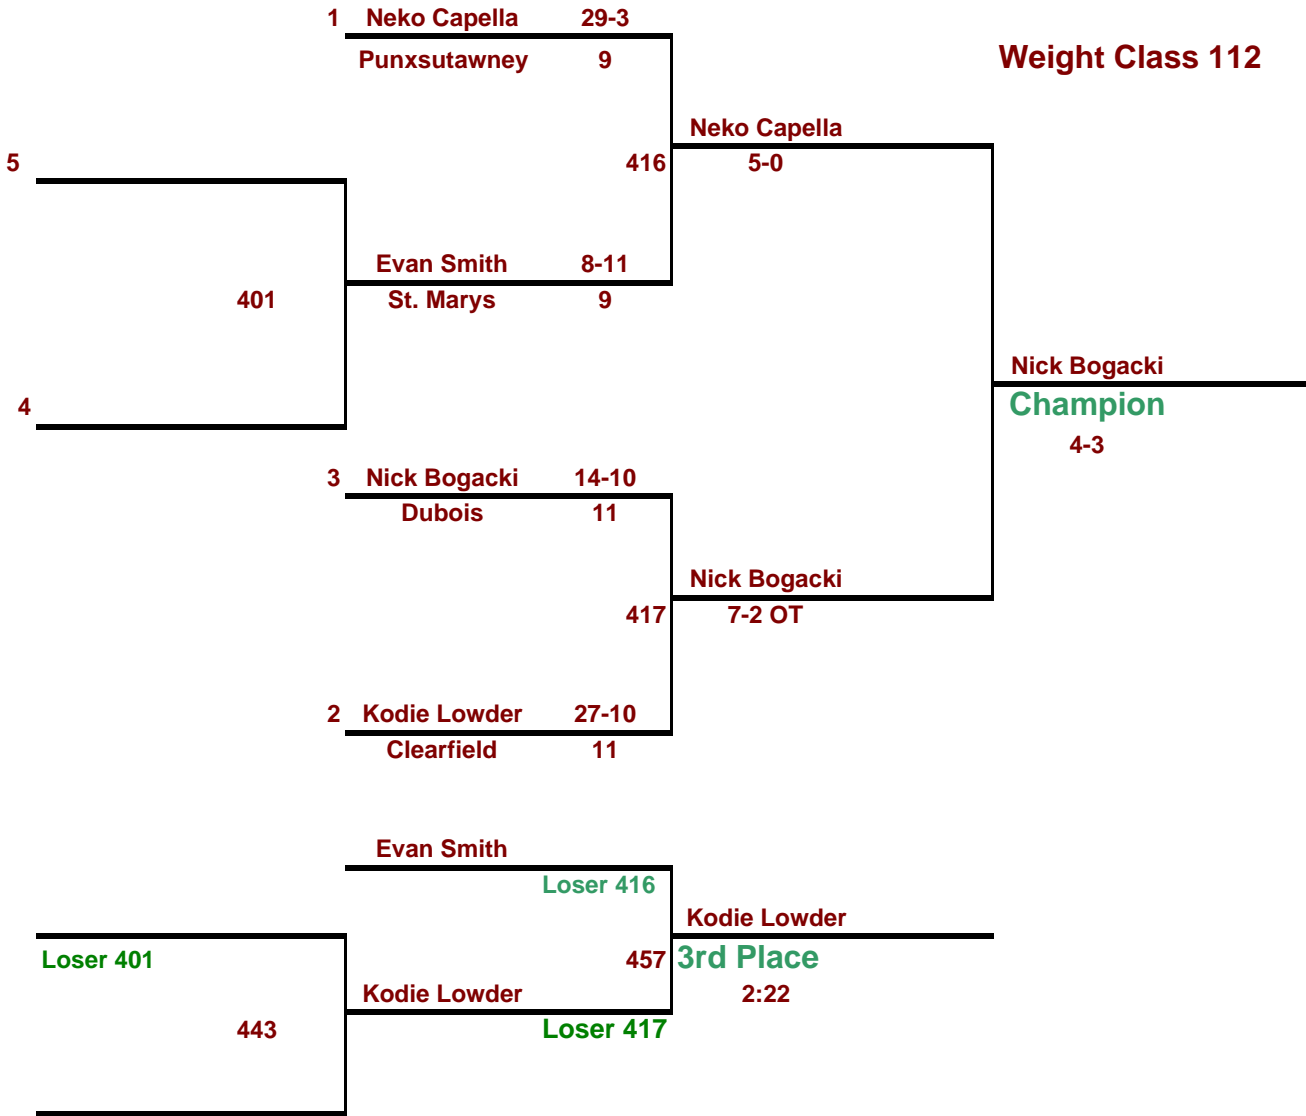 1 Neko Capella 29-3
Punxsutawney 9
Weight Class 112
Neko Capella
5 416 5-0
Evan Smith 8-11
401 St. Marys 9
Nick Bogacki
4 Champion
4-3
3 Nick Bogacki 14-10
Dubois 11
Nick Bogacki
417 7-2 OT
2 Kodie Lowder 27-10
Clearfield 11
Evan Smith
Loser 416
Kodie Lowder
Loser 401 457 3rd Place
Kodie Lowder 2:22
443 Loser 417